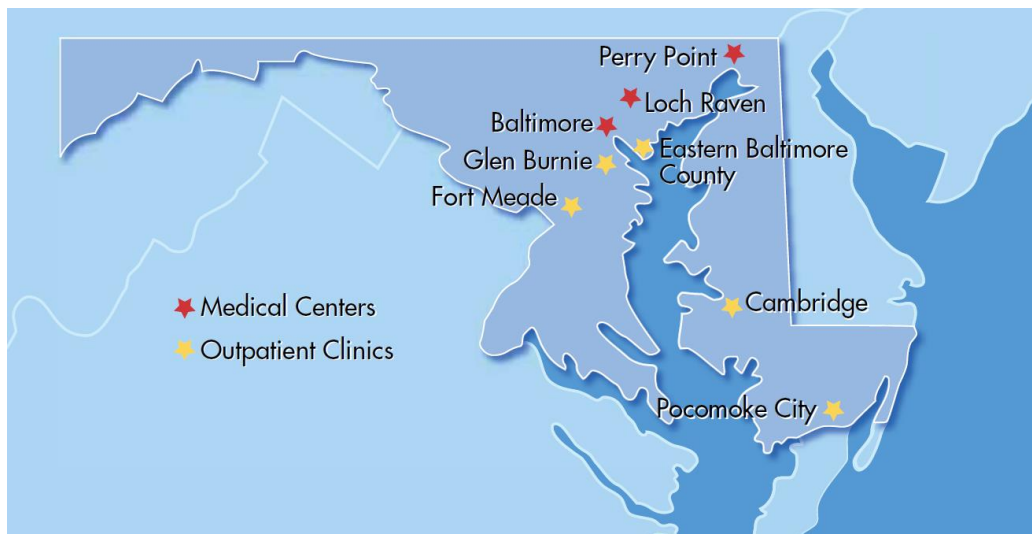 Perry Point
Loch Raven
Baltimore
Eastern Baltimore
County
Glen Burnie
Fort Meade
Medical Centers
Cambridge
Outpatient Clinics
Pocomoke City